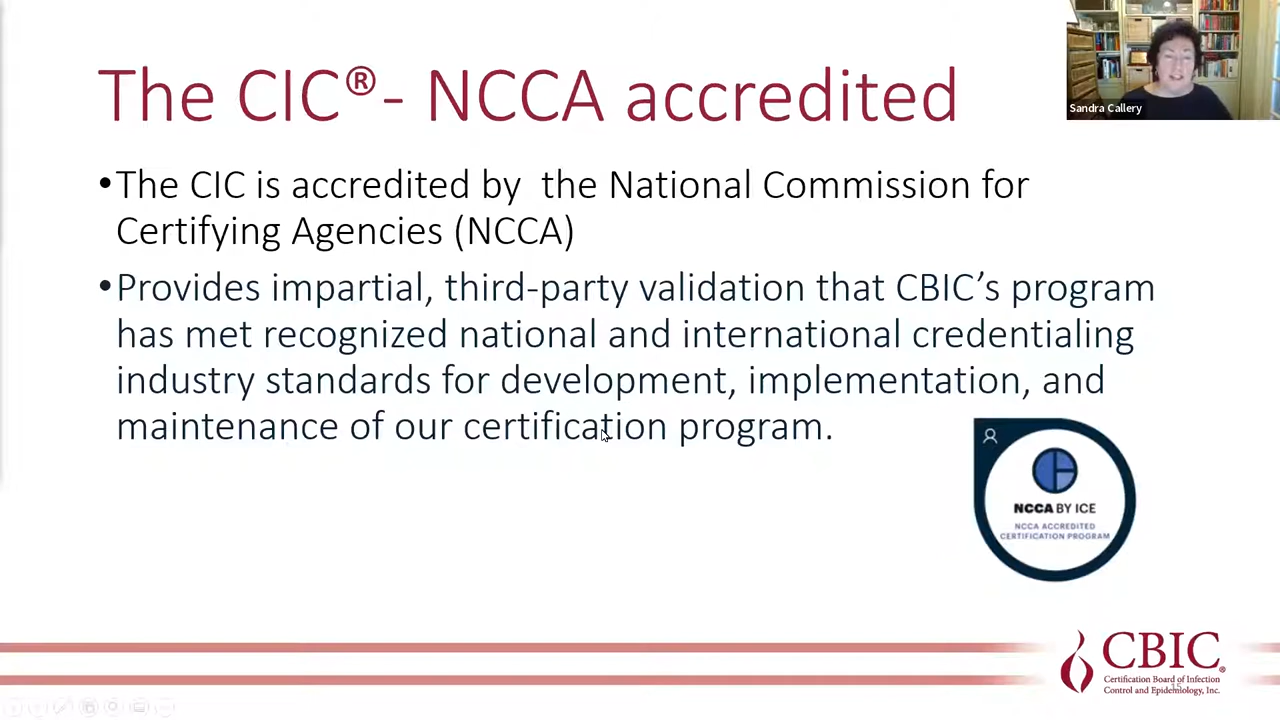 The CIC®- NCCA accredited
Sandra Callery
•The CIC is accredited by the National Commission for
Certifying Agencies (NCCA)
•Provides impartial, third-party validation that CBIC’s program
has met recognized national and international credentialing
industry standards for development, implementation, and
maintenance of our certification program.
NCCA BY ICE
NCCA ACCREDITED
CERTIFICATION PROGRAM
CBIC®
Certification Board of Infection
Control and Epidemiology, Inc.
15